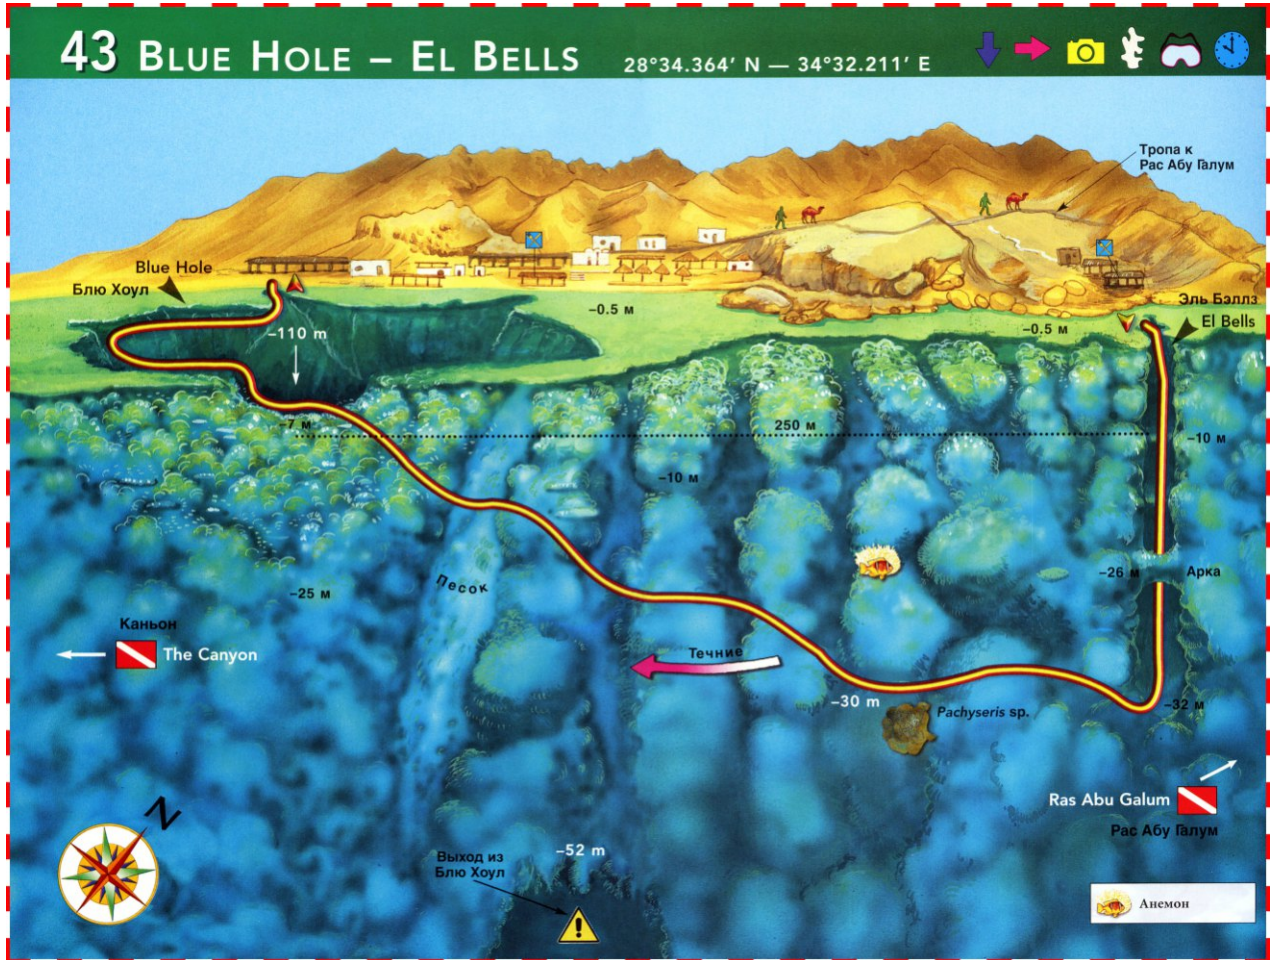 43 BLUE HOLE – EL BELLS
28°34.364' N — 34°32.211' E
Тропа к
Рас Абу Галум
Blue Hole
Блю Хоул
–0.5 м
Эль Бэллз
–0.5 м
El Bells
–110 m
–7 м
250 м
–10 м
–10 м
–26 м
Арка
Песок
–25 м
Каньон
The Canyon
Течние
–30 m
Pachyseris sp.
–32 м
Ras Abu Galum
Рас Абу Галум
N
Выход из
Блю Хоул
–52 m
Анемон